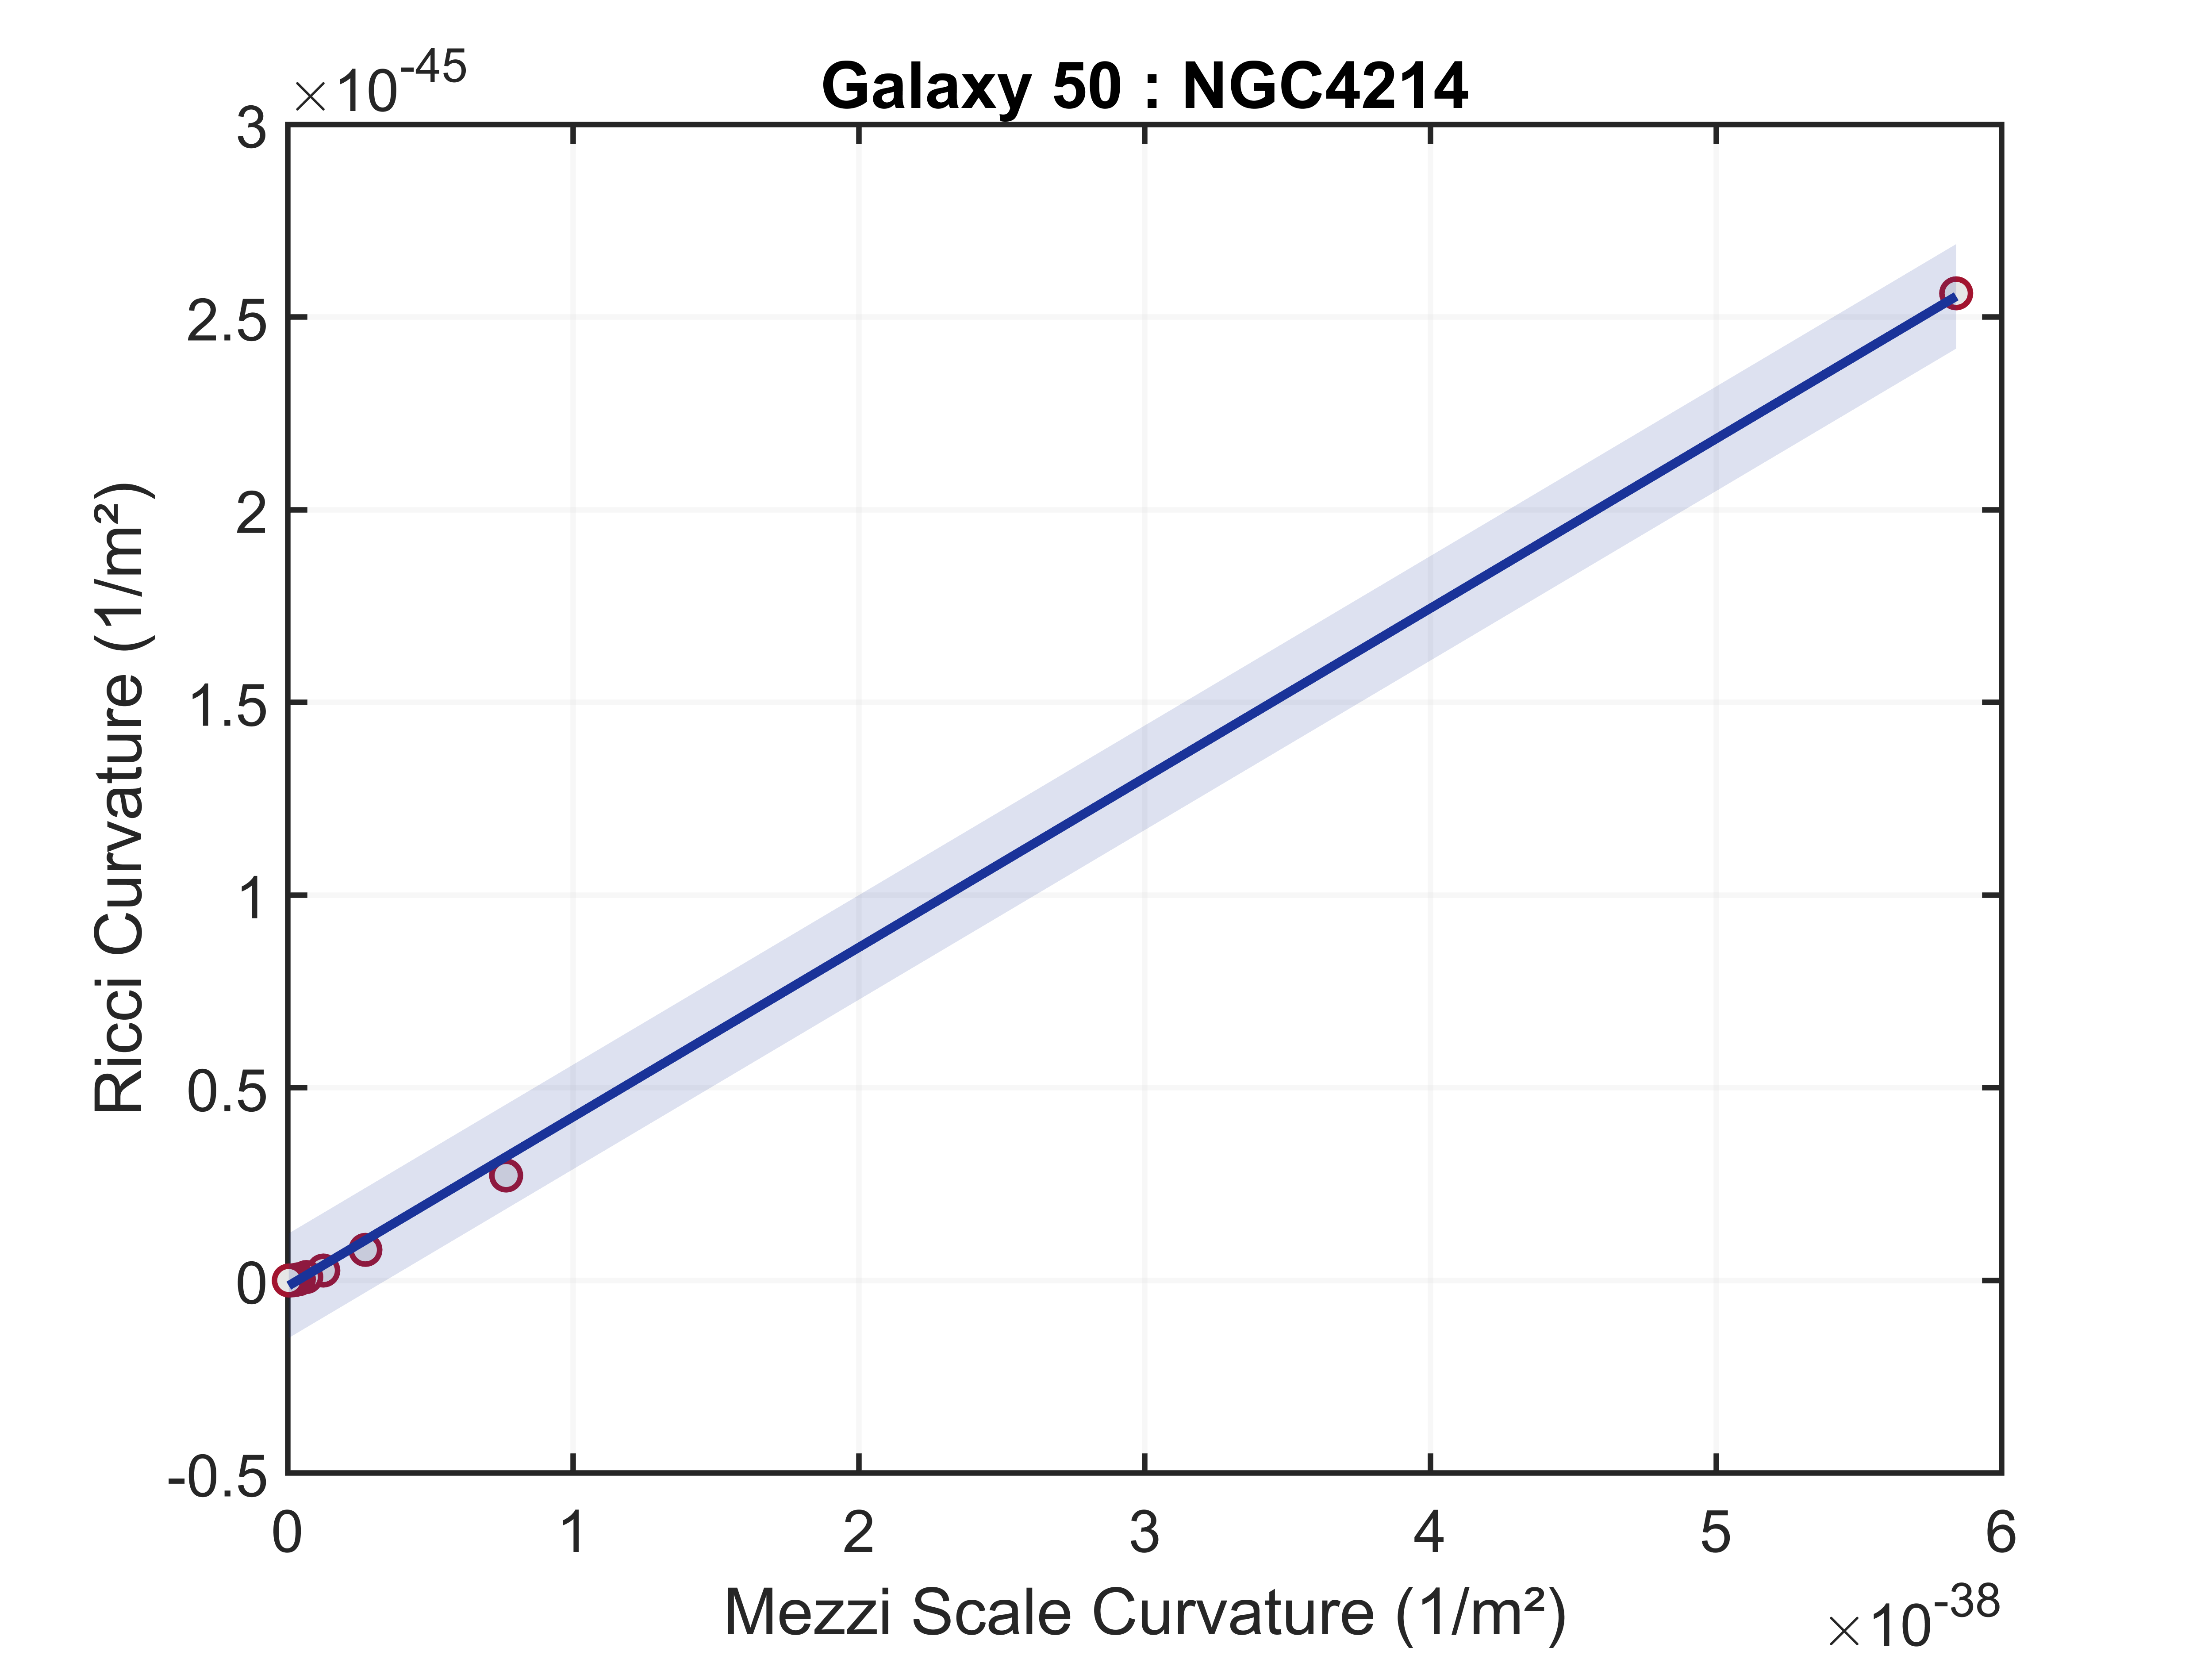 ×10⁻⁴⁵
Galaxy 50 : NGC4214
3
2.5
2
1.5
1
0.5
0
-0.5
Ricci Curvature (1/m²)
0 1 2 3 4 5 6
Mezzi Scale Curvature (1/m²)
×10⁻³⁸